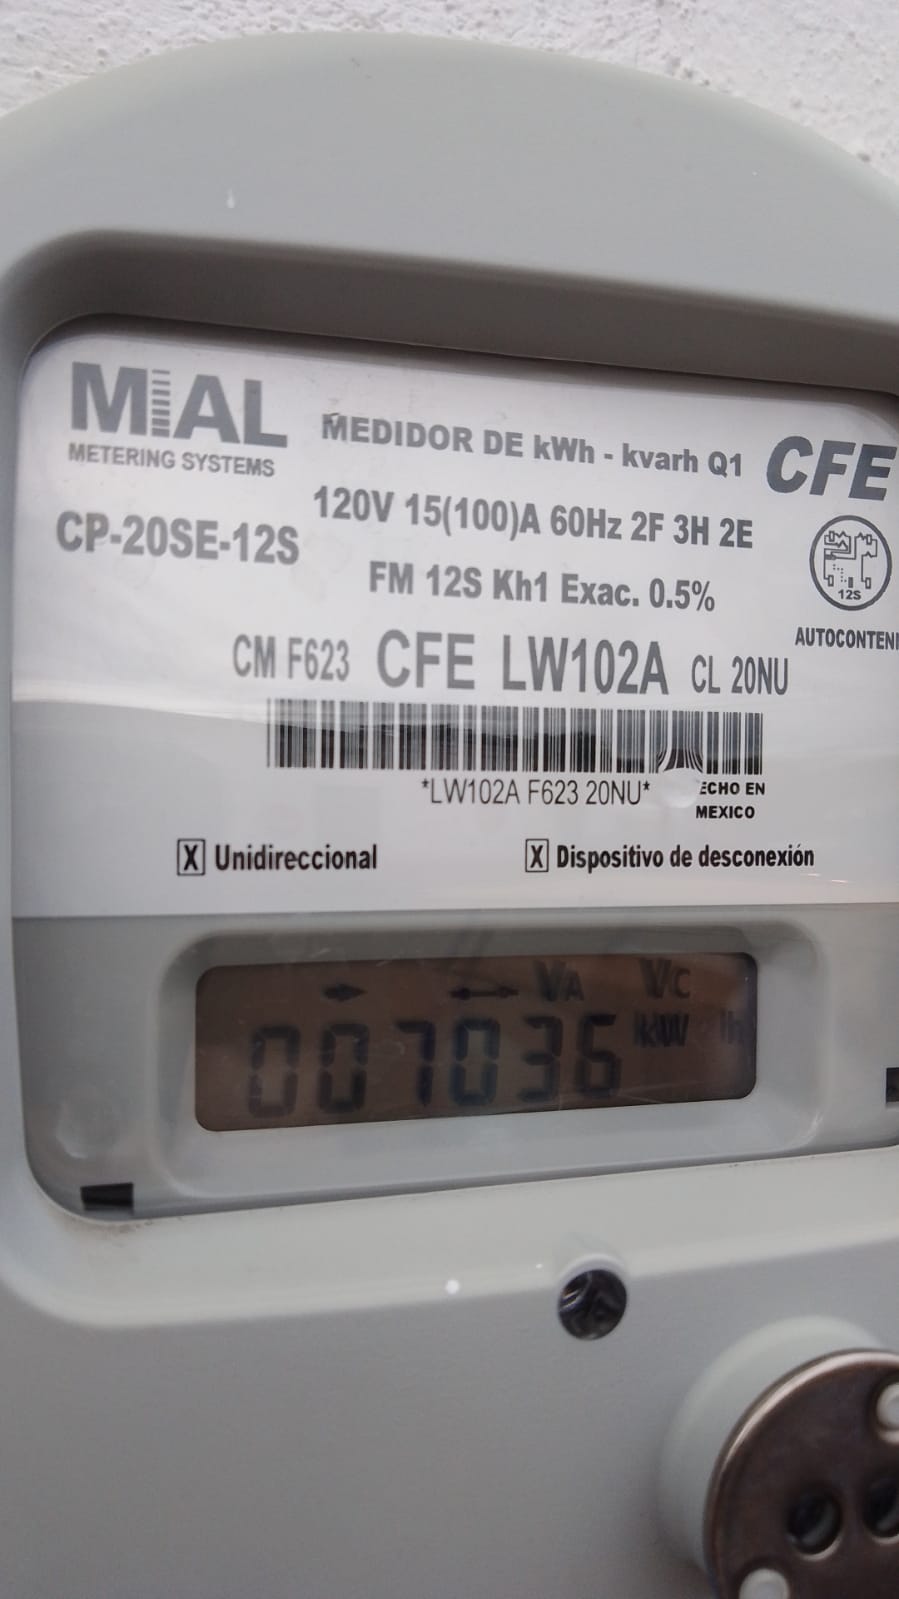 MIAL
METERING SYSTEMS
MEDIDOR DE kWh - kvarh Q1
CFE
CP-20SE-12S
120V 15(100)A 60Hz 2F 3H 2E
FM 12S Kh1 Exac. 0.5%
12S
AUTOCONTENI
CM F623 CFE LW102A CL 20NU
*LW102A F623 20NU*
ECHO EN
MEXICO
X Unidireccional
X Dispositivo de desconexión
VA VC
007036 kW h